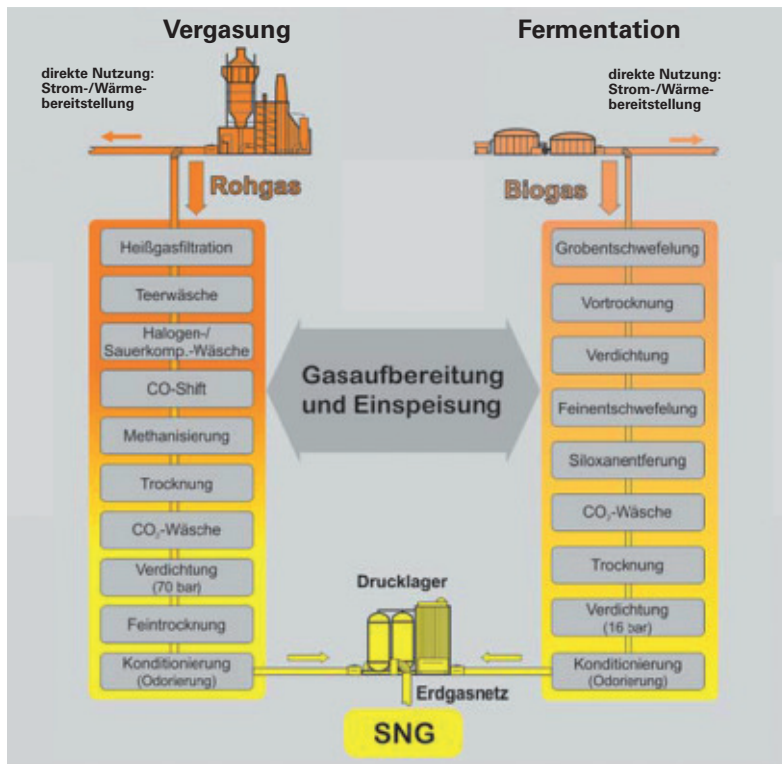 Vergasung
direkte Nutzung:
Strom-/Wärme-
bereitstellung
Rohgas
Heißgasfiltration
Teerwäsche
Halogen-/
Sauerkomp.-Wäsche
CO-Shift
Methanisierung
Trocknung
CO₂-Wäsche
Verdichtung
(70 bar)
Feintrocknung
Konditionierung
(Odorierung)
Gasaufbereitung
und Einspeisung
Fermentation
direkte Nutzung:
Strom-/Wärme-
bereitstellung
Biogas
Grobentschwefelung
Vortrocknung
Verdichtung
Feinentschwefelung
Siloxanentferung
CO₂-Wäsche
Trocknung
Verdichtung
(16 bar)
Konditionierung
(Odorierung)
Drucklager
Erdgasnetz
SNG